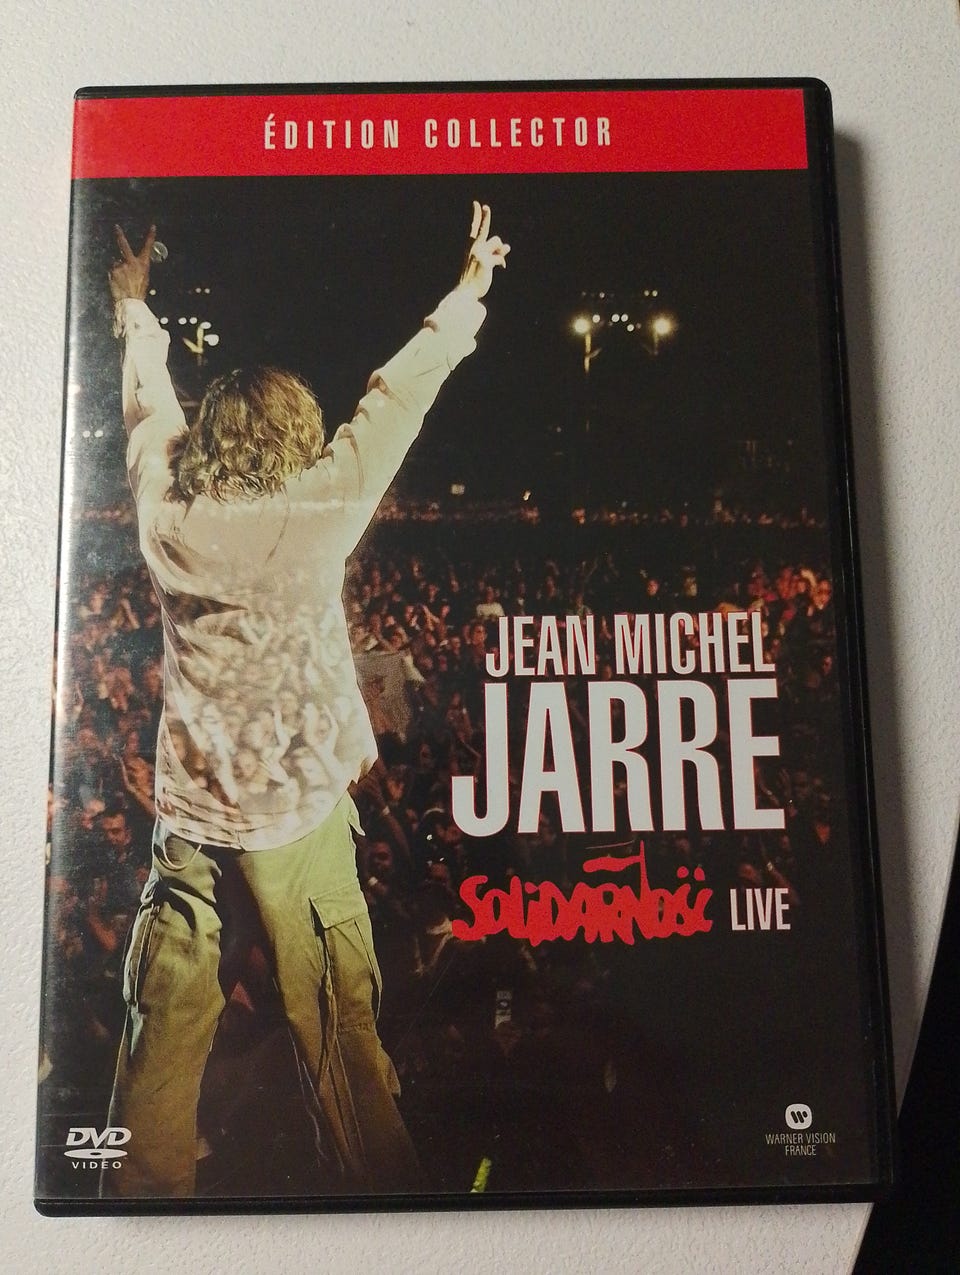 ÉDITION COLLECTOR
JEAN MICHEL
JARRE
SOLiDARNOŚĆ LIVE
DVD
VIDEO
WARNER VISION
FRANCE